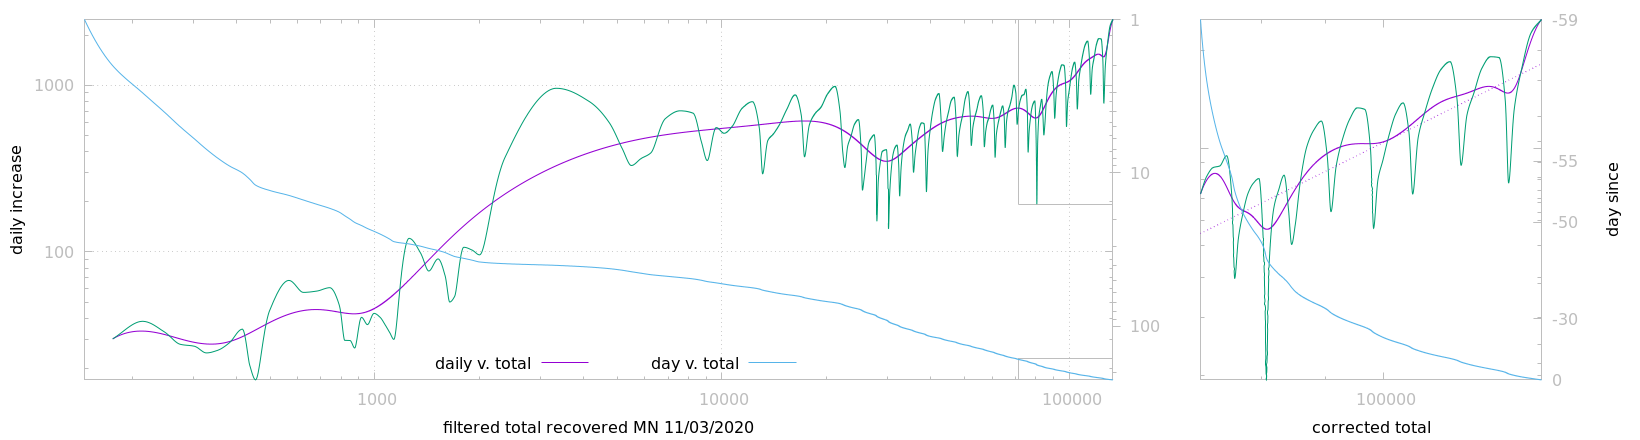 daily increase
1000
100
1
10
100
daily v. total
day v. total
1000
10000
100000
filtered total recovered MN 11/03/2020
-59
-55
-50
-30
0
day since
100000
corrected total